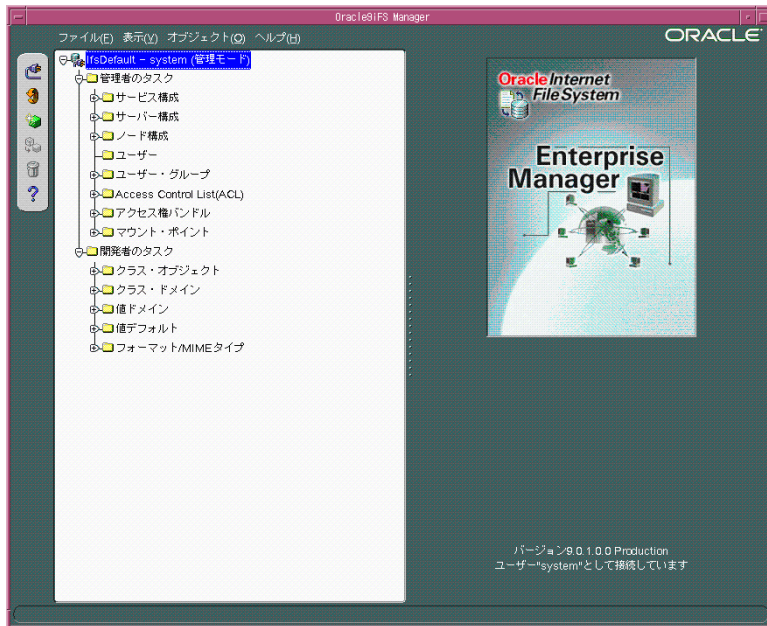 Oracle9iFS Manager
ファイル(F) 表示(V) オブジェクト(O) ヘルプ(H)
ORACLE
IfsDefault - system (管理モード)
管理者のタスク
サービス構成
サーバー構成
ノード構成
ユーザー
ユーザー・グループ
Access Control List(ACL)
アクセス権バンドル
マウント・ポイント
開発者のタスク
クラス・オブジェクト
クラス・ドメイン
値ドメイン
値デフォルト
フォーマット/MIMEタイプ
Oracle Internet
File System
Enterprise
Manager
バージョン9.0.1.0.0 Production
ユーザー"system"として接続しています